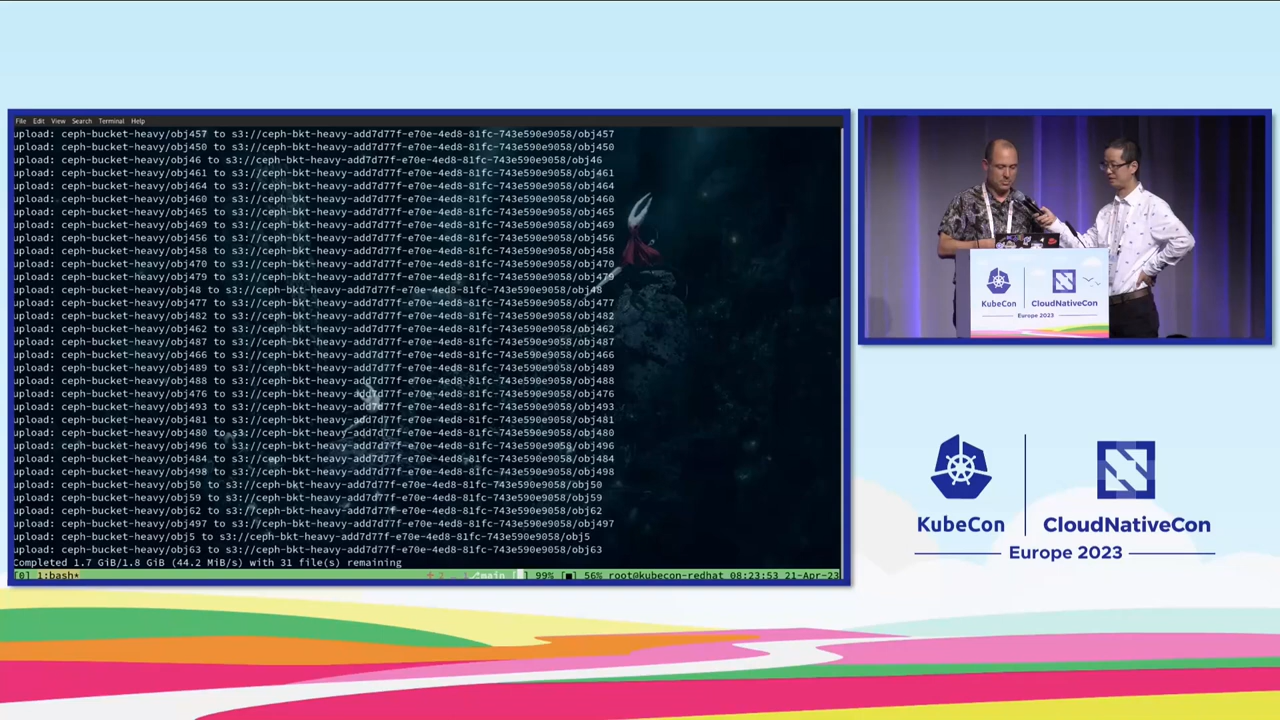 File Edit View Search Terminal Help
upload: ceph-bucket-heavy/obj457 to s3://ceph-bkt-heavy-add7d77f-e70e-4ed8-81fc-743e590e9058/obj457
upload: ceph-bucket-heavy/obj450 to s3://ceph-bkt-heavy-add7d77f-e70e-4ed8-81fc-743e590e9058/obj450
upload: ceph-bucket-heavy/obj46 to s3://ceph-bkt-heavy-add7d77f-e70e-4ed8-81fc-743e590e9058/obj46
upload: ceph-bucket-heavy/obj461 to s3://ceph-bkt-heavy-add7d77f-e70e-4ed8-81fc-743e590e9058/obj461
upload: ceph-bucket-heavy/obj464 to s3://ceph-bkt-heavy-add7d77f-e70e-4ed8-81fc-743e590e9058/obj464
upload: ceph-bucket-heavy/obj460 to s3://ceph-bkt-heavy-add7d77f-e70e-4ed8-81fc-743e590e9058/obj460
upload: ceph-bucket-heavy/obj465 to s3://ceph-bkt-heavy-add7d77f-e70e-4ed8-81fc-743e590e9058/obj465
upload: ceph-bucket-heavy/obj469 to s3://ceph-bkt-heavy-add7d77f-e70e-4ed8-81fc-743e590e9058/obj469
upload: ceph-bucket-heavy/obj456 to s3://ceph-bkt-heavy-add7d77f-e70e-4ed8-81fc-743e590e9058/obj456
upload: ceph-bucket-heavy/obj458 to s3://ceph-bkt-heavy-add7d77f-e70e-4ed8-81fc-743e590e9058/obj458
upload: ceph-bucket-heavy/obj470 to s3://ceph-bkt-heavy-add7d77f-e70e-4ed8-81fc-743e590e9058/obj470
upload: ceph-bucket-heavy/obj479 to s3://ceph-bkt-heavy-add7d77f-e70e-4ed8-81fc-743e590e9058/obj479
upload: ceph-bucket-heavy/obj48 to s3://ceph-bkt-heavy-add7d77f-e70e-4ed8-81fc-743e590e9058/obj48
upload: ceph-bucket-heavy/obj477 to s3://ceph-bkt-heavy-add7d77f-e70e-4ed8-81fc-743e590e9058/obj477
upload: ceph-bucket-heavy/obj482 to s3://ceph-bkt-heavy-add7d77f-e70e-4ed8-81fc-743e590e9058/obj482
upload: ceph-bucket-heavy/obj462 to s3://ceph-bkt-heavy-add7d77f-e70e-4ed8-81fc-743e590e9058/obj462
upload: ceph-bucket-heavy/obj487 to s3://ceph-bkt-heavy-add7d77f-e70e-4ed8-81fc-743e590e9058/obj487
upload: ceph-bucket-heavy/obj466 to s3://ceph-bkt-heavy-add7d77f-e70e-4ed8-81fc-743e590e9058/obj466
upload: ceph-bucket-heavy/obj489 to s3://ceph-bkt-heavy-add7d77f-e70e-4ed8-81fc-743e590e9058/obj489
upload: ceph-bucket-heavy/obj488 to s3://ceph-bkt-heavy-add7d77f-e70e-4ed8-81fc-743e590e9058/obj488
upload: ceph-bucket-heavy/obj476 to s3://ceph-bkt-heavy-add7d77f-e70e-4ed8-81fc-743e590e9058/obj476
upload: ceph-bucket-heavy/obj493 to s3://ceph-bkt-heavy-add7d77f-e70e-4ed8-81fc-743e590e9058/obj493
upload: ceph-bucket-heavy/obj481 to s3://ceph-bkt-heavy-add7d77f-e70e-4ed8-81fc-743e590e9058/obj481
upload: ceph-bucket-heavy/obj480 to s3://ceph-bkt-heavy-add7d77f-e70e-4ed8-81fc-743e590e9058/obj480
upload: ceph-bucket-heavy/obj496 to s3://ceph-bkt-heavy-add7d77f-e70e-4ed8-81fc-743e590e9058/obj496
upload: ceph-bucket-heavy/obj484 to s3://ceph-bkt-heavy-add7d77f-e70e-4ed8-81fc-743e590e9058/obj484
upload: ceph-bucket-heavy/obj498 to s3://ceph-bkt-heavy-add7d77f-e70e-4ed8-81fc-743e590e9058/obj498
upload: ceph-bucket-heavy/obj50 to s3://ceph-bkt-heavy-add7d77f-e70e-4ed8-81fc-743e590e9058/obj50
upload: ceph-bucket-heavy/obj59 to s3://ceph-bkt-heavy-add7d77f-e70e-4ed8-81fc-743e590e9058/obj59
upload: ceph-bucket-heavy/obj62 to s3://ceph-bkt-heavy-add7d77f-e70e-4ed8-81fc-743e590e9058/obj62
upload: ceph-bucket-heavy/obj497 to s3://ceph-bkt-heavy-add7d77f-e70e-4ed8-81fc-743e590e9058/obj497
upload: ceph-bucket-heavy/obj5 to s3://ceph-bkt-heavy-add7d77f-e70e-4ed8-81fc-743e590e9058/obj5
upload: ceph-bucket-heavy/obj63 to s3://ceph-bkt-heavy-add7d77f-e70e-4ed8-81fc-743e590e9058/obj63
Completed 1.7 GiB/1.8 GiB (44.2 MiB/s) with 31 file(s) remaining
[0] 1:bash* main 99% 56% root@kubecon-redhat 08:23:53 21-Apr-23
KubeCon CloudNativeCon
Europe 2023
KubeCon CloudNativeCon
Europe 2023